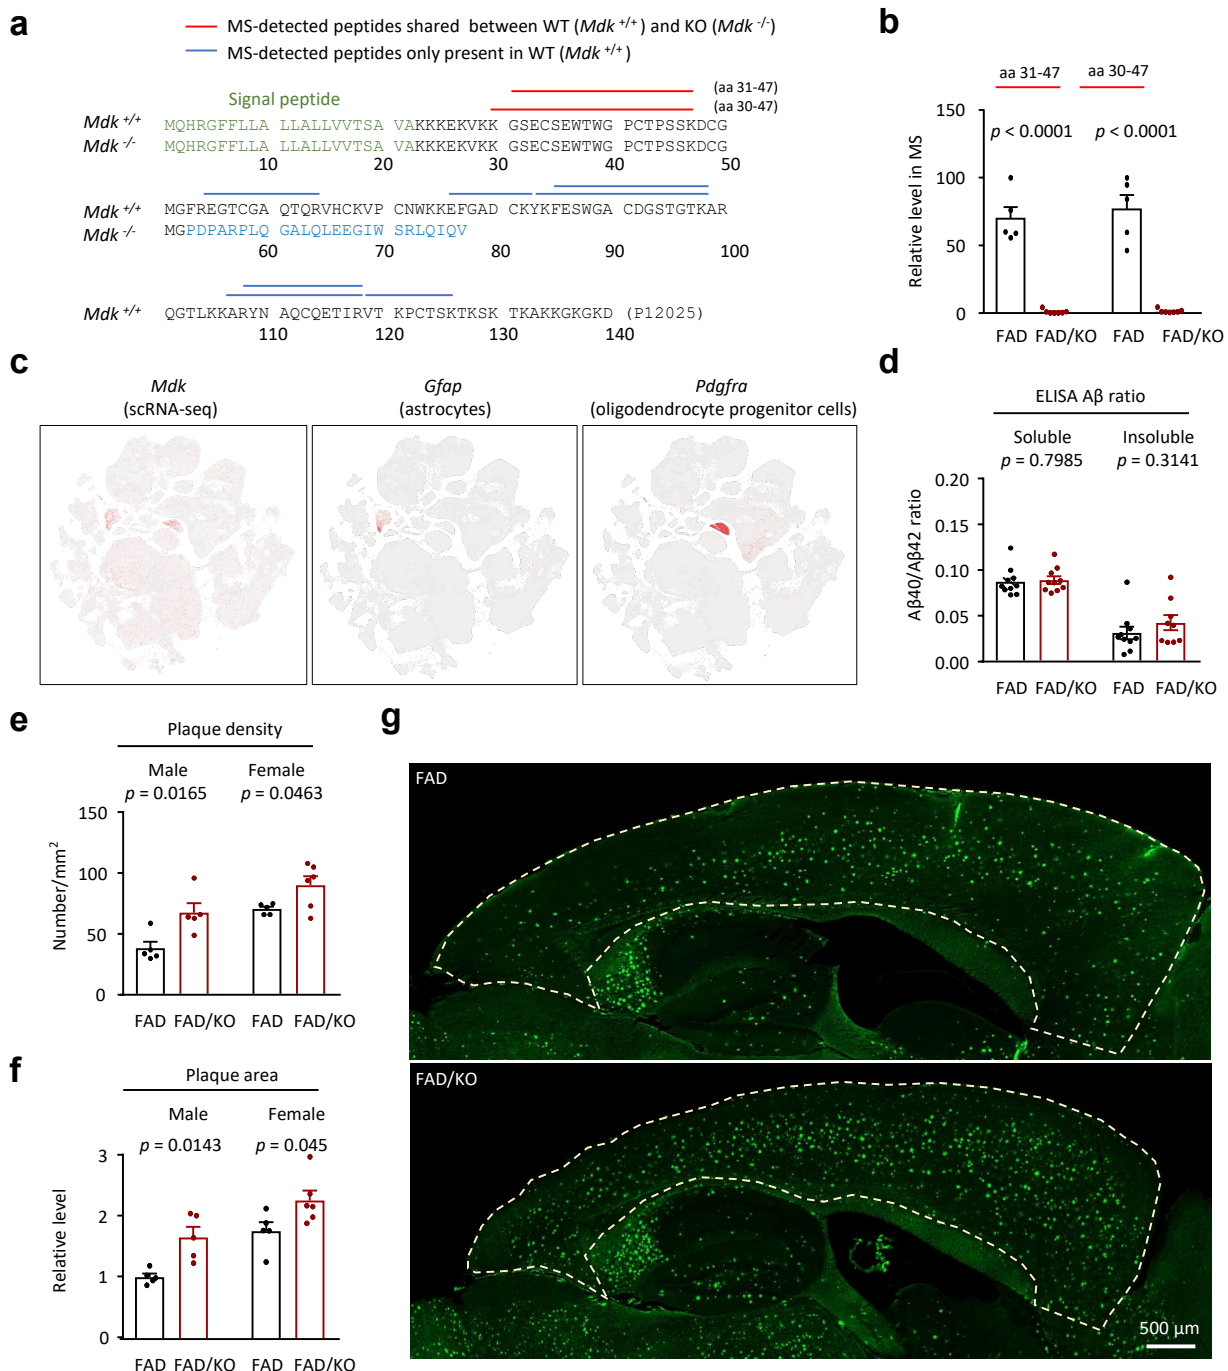 a
MS-detected peptides shared between WT (Mdk +/+) and KO (Mdk -/-)
MS-detected peptides only present in WT (Mdk +/+)
(aa 31-47)
Signal peptide
(aa 30-47)
Mdk +/+ MQHRGFFLLA LLALLVVTSA VAKKKEKVKK GSECSEWTWG PCTPSSKDCG
Mdk -/- MQHRGFFLLA LLALLVVTSA VAKKKEKVKK GSECSEWTWG PCTPSSKDCG
10 20 30 40 50
Mdk +/+ MGFREGTCGA QTQRVHCKVP CNWKKEFGAD CKYKFESWGA CDGSTGTKAR
Mdk -/- MGPDPARPLQ GALQLEEGIW SRLQIQV
60 70 80 90 100
Mdk +/+ QGTLKKARYN AQCQETIRVT KPCTSKTKSK TKAKKGKGKD (P12025)
110 120 130 140
b
aa 31-47 aa 30-47
p < 0.0001 p < 0.0001
Relative level in MS
150
100
50
0
FAD FAD/KO FAD FAD/KO
c
Mdk
(scRNA-seq)
Gfap
(astrocytes)
Pdgfra
(oligodendrocyte progenitor cells)
d
ELISA Aβ ratio
Soluble Insoluble
p = 0.7985 p = 0.3141
Aβ40/Aβ42 ratio
0.20
0.15
0.10
0.05
0.00
FAD FAD/KO FAD FAD/KO
e
Plaque density
Male Female
p = 0.0165 p = 0.0463
Number/mm2
150
100
50
0
FAD FAD/KO FAD FAD/KO
f
Plaque area
Male Female
p = 0.0143 p = 0.045
Relative level
3
2
1
0
FAD FAD/KO FAD FAD/KO
g
FAD
FAD/KO
500 µm